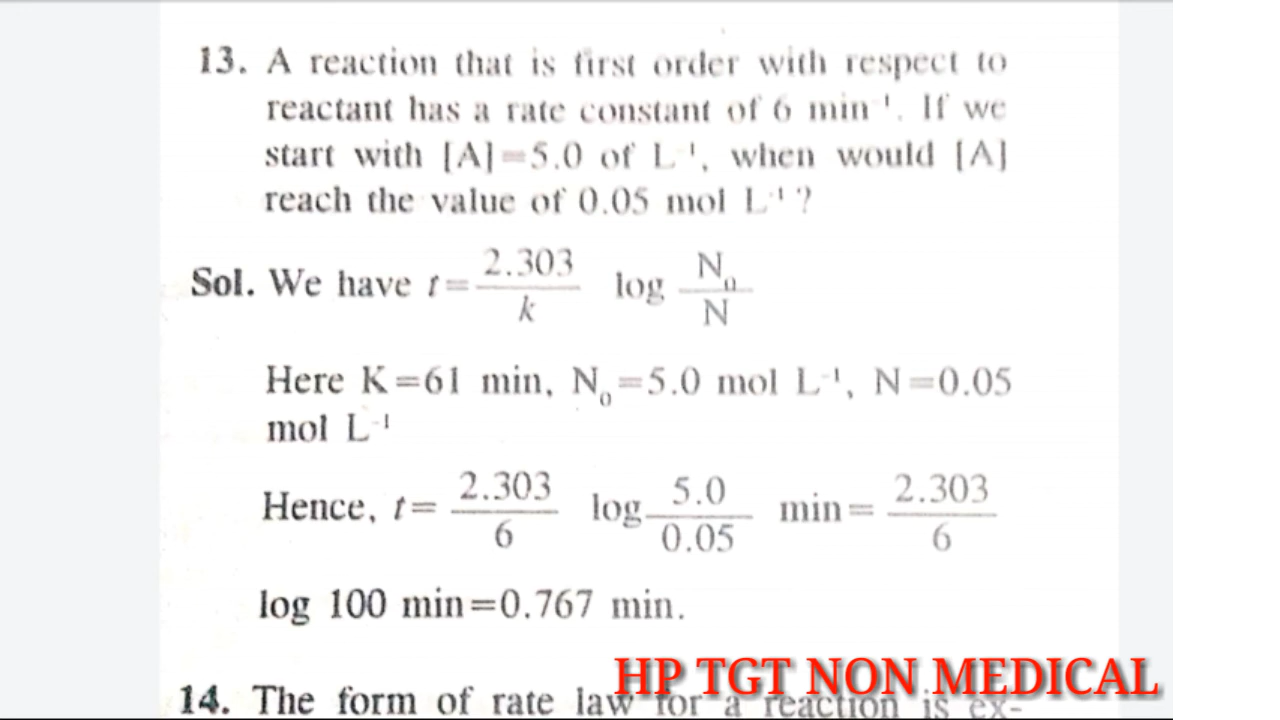 13. A reaction that is first order with respect to
reactant has a rate constant of 6 min⁻¹. If we
start with [A]=5.0 of L⁻¹, when would [A]
reach the value of 0.05 mol L⁻¹?
Sol. We have t= 2.303/k log N₀/N
Here K=61 min, N₀=5.0 mol L⁻¹, N=0.05
mol L⁻¹
Hence, t= 2.303/6 log 5.0/0.05 min= 2.303/6
log 100 min=0.767 min.
HP TGT NON MEDICAL
14. The form of rate law for a reaction is ex-